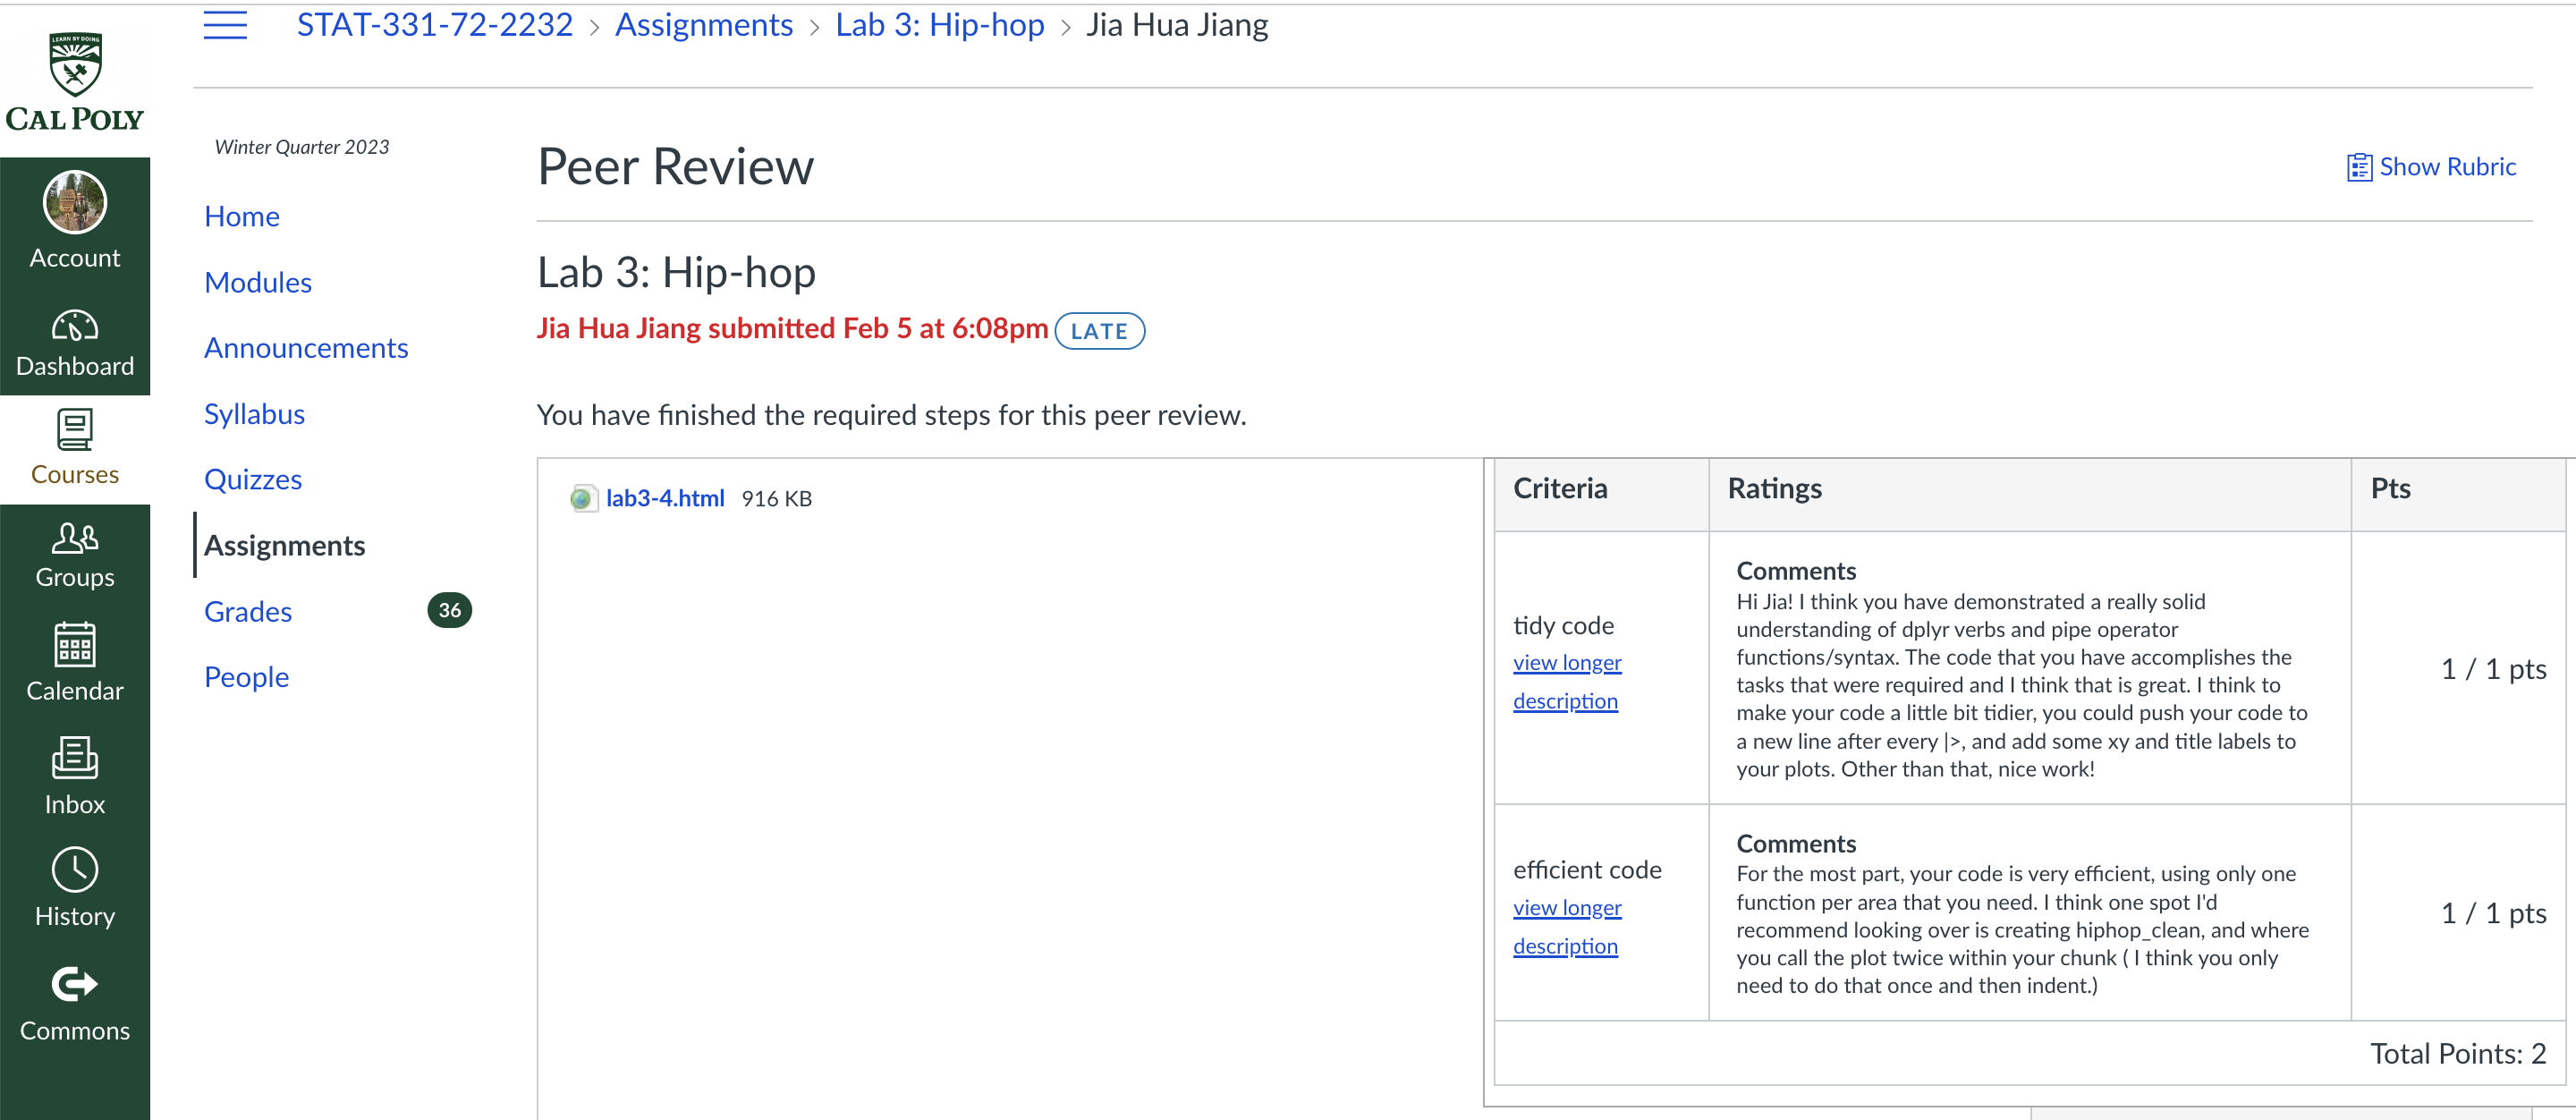 STAT-331-72-2232 > Assignments > Lab 3: Hip-hop > Jia Hua Jiang
LEARN BY DOING
CAL POLY
Account
Dashboard
Courses
Groups
Calendar
Inbox
History
Commons
Winter Quarter 2023
Home
Modules
Announcements
Syllabus
Quizzes
Assignments
Grades 36
People
Peer Review
Show Rubric
Lab 3: Hip-hop
Jia Hua Jiang submitted Feb 5 at 6:08pm LATE
You have finished the required steps for this peer review.
lab3-4.html 916 KB
Criteria Ratings Pts
tidy code
view longer
description
Comments
Hi Jia! I think you have demonstrated a really solid
understanding of dplyr verbs and pipe operator
functions/syntax. The code that you have accomplishes the
tasks that were required and I think that is great. I think to
make your code a little bit tidier, you could push your code to
a new line after every |>, and add some xy and title labels to
your plots. Other than that, nice work!
1 / 1 pts
efficient code
view longer
description
Comments
For the most part, your code is very efficient, using only one
function per area that you need. I think one spot I'd
recommend looking over is creating hiphop_clean, and where
you call the plot twice within your chunk ( I think you only
need to do that once and then indent.)
1 / 1 pts
Total Points: 2